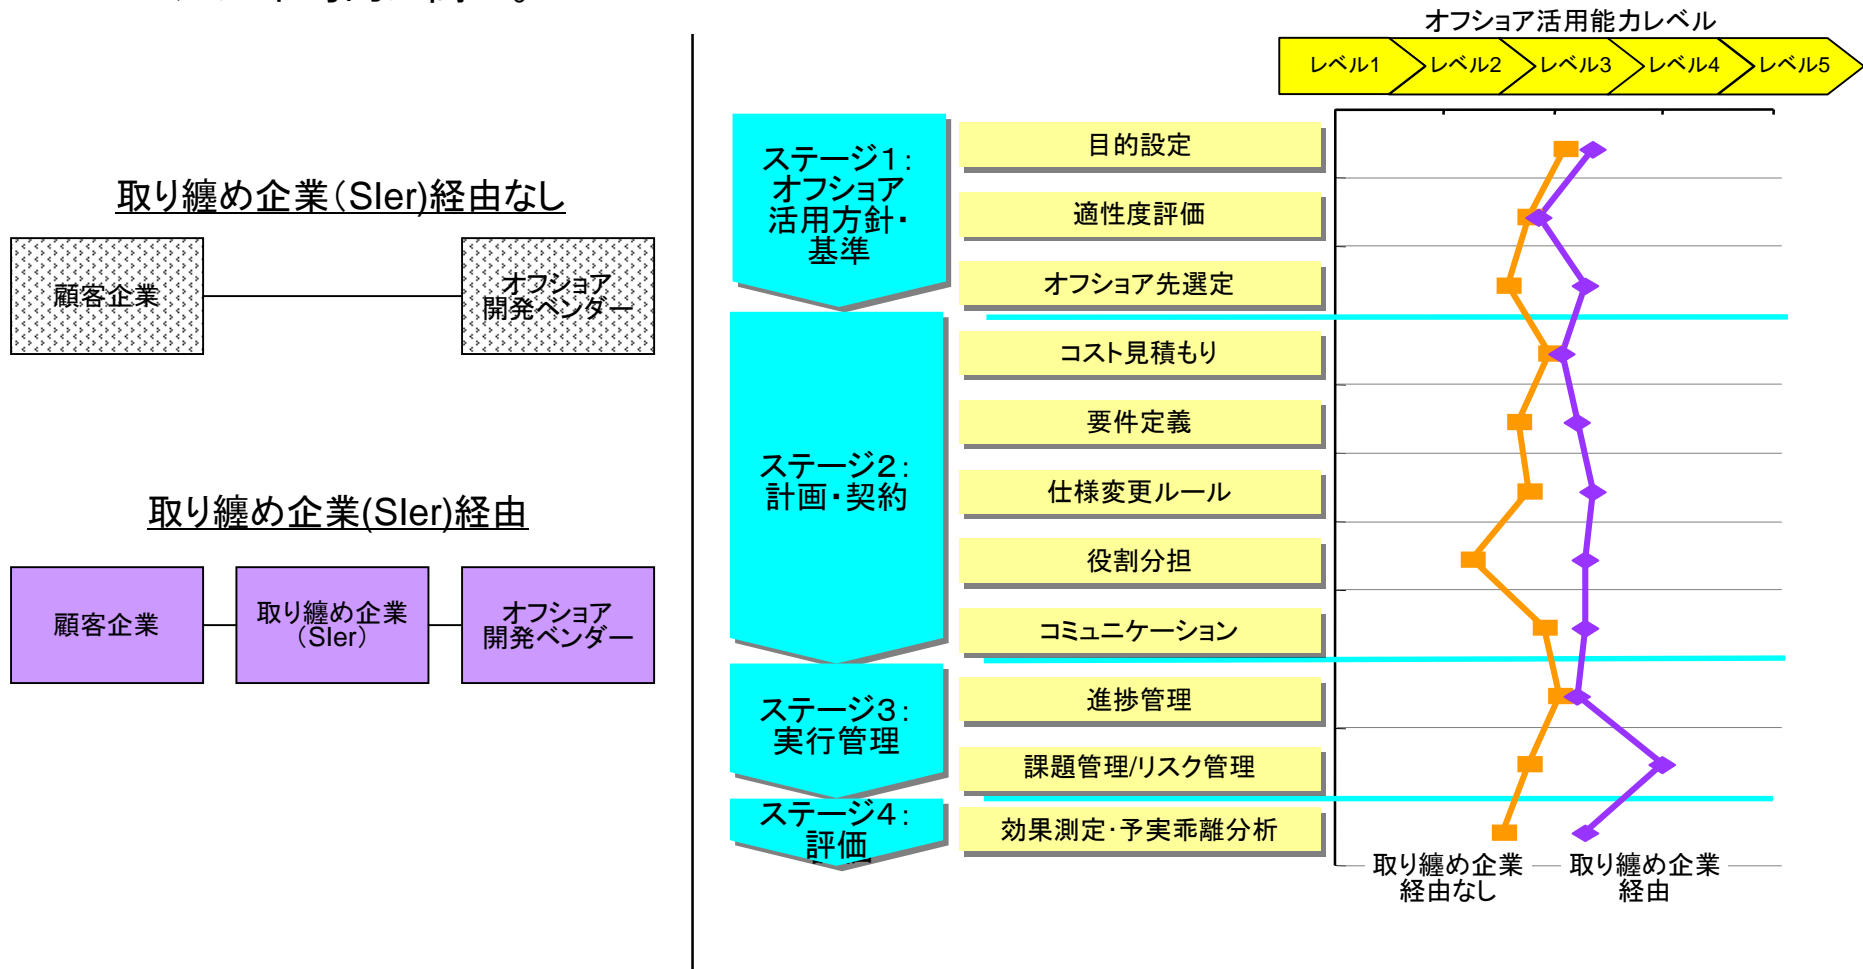 取り纏め企業(SIer)経由なし
顧客企業
オフショア
開発ベンダー
取り纏め企業(SIer)経由
顧客企業
取り纏め企業
(SIer)
オフショア
開発ベンダー
オフショア活用能力レベル
レベル1
レベル2
レベル3
レベル4
レベル5
ステージ1:
オフショア
活用方針・
基準
目的設定
適性度評価
オフショア先選定
ステージ2:
計画・契約
コスト見積もり
要件定義
仕様変更ルール
役割分担
コミュニケーション
ステージ3:
実行管理
進捗管理
課題管理/リスク管理
ステージ4:
評価
効果測定・予実乖離分析
取り纏め企業
経由なし
取り纏め企業
経由